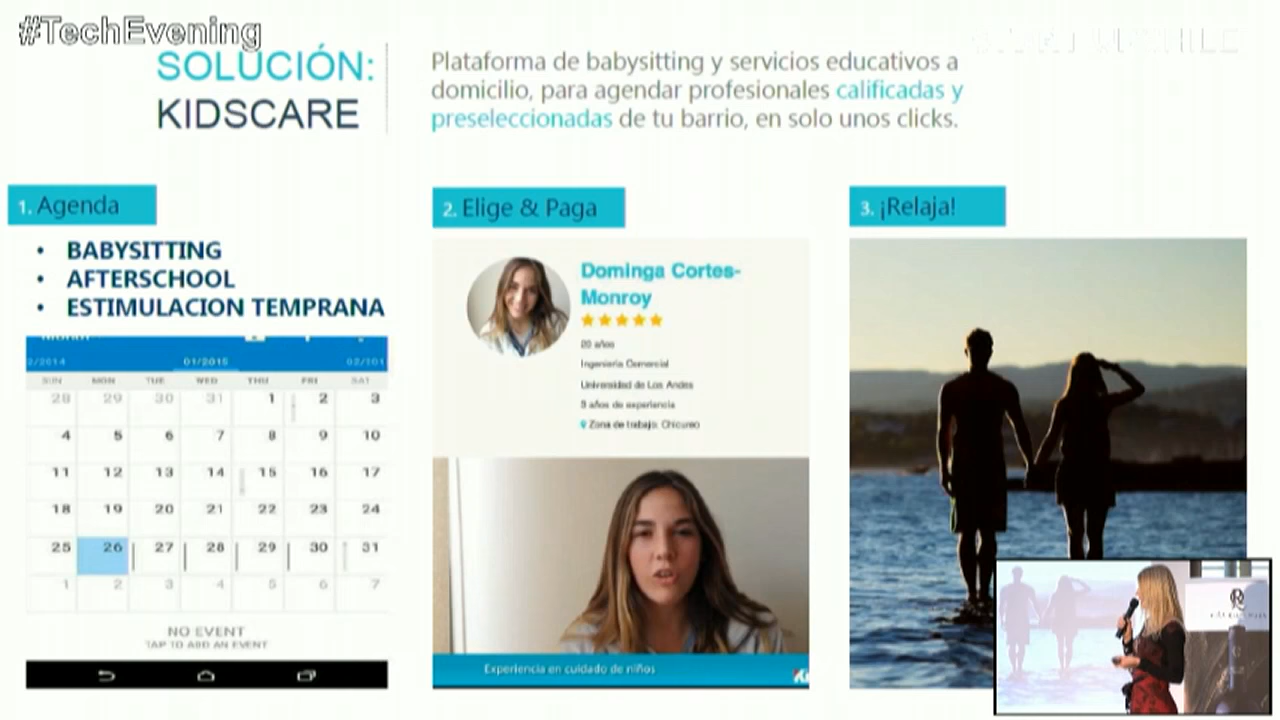 #TechEvening
START-UP CHILE
SOLUCIÓN:
KIDSCARE
Plataforma de babysitting y servicios educativos a
domicilio, para agendar profesionales calificadas y
preseleccionadas de tu barrio, en solo unos clicks.
1. Agenda
• BABYSITTING
• AFTERSCHOOL
• ESTIMULACION TEMPRANA
01/2015
SUN MON TUE WED THU FRI SAT
28 29 30 31 1 2 3
4 5 6 7 8 9 10
11 12 13 14 15 16 17
18 19 20 21 22 23 24
25 26 27 28 29 30 31
1 2 3 4 5 6 7
NO EVENT
TAP TO ADD AN EVENT
2. Elige & Paga
Dominga Cortes-
Monroy
20 años
Ingeniería Comercial
Universidad de Los Andes
3 años de experiencia
Zona de trabajo: Chicureo
Experiencia en cuidado de niños
3. ¡Relaja!